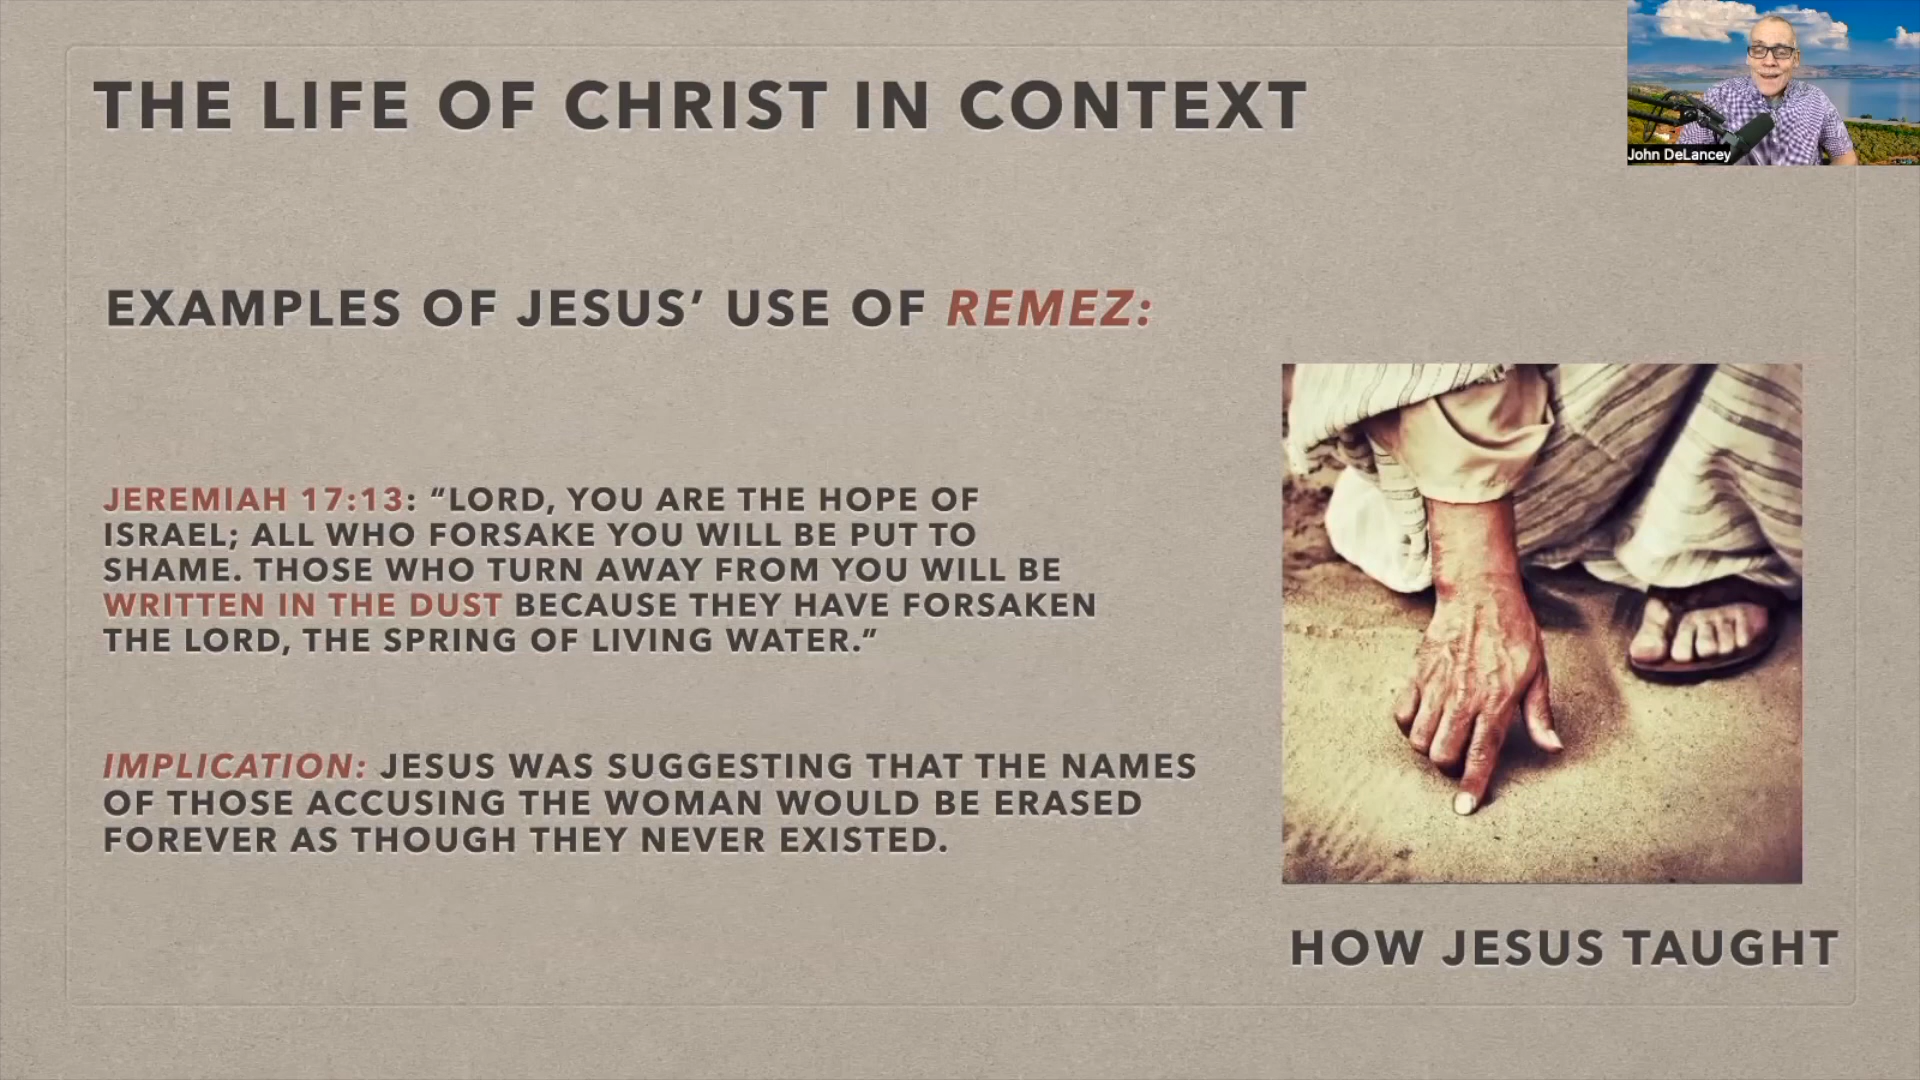 THE LIFE OF CHRIST IN CONTEXT
John DeLancey
EXAMPLES OF JESUS’ USE OF REMEZ:
JEREMIAH 17:13: “LORD, YOU ARE THE HOPE OF
ISRAEL; ALL WHO FORSAKE YOU WILL BE PUT TO
SHAME. THOSE WHO TURN AWAY FROM YOU WILL BE
WRITTEN IN THE DUST BECAUSE THEY HAVE FORSAKEN
THE LORD, THE SPRING OF LIVING WATER.”
IMPLICATION: JESUS WAS SUGGESTING THAT THE NAMES
OF THOSE ACCUSING THE WOMAN WOULD BE ERASED
FOREVER AS THOUGH THEY NEVER EXISTED.
HOW JESUS TAUGHT